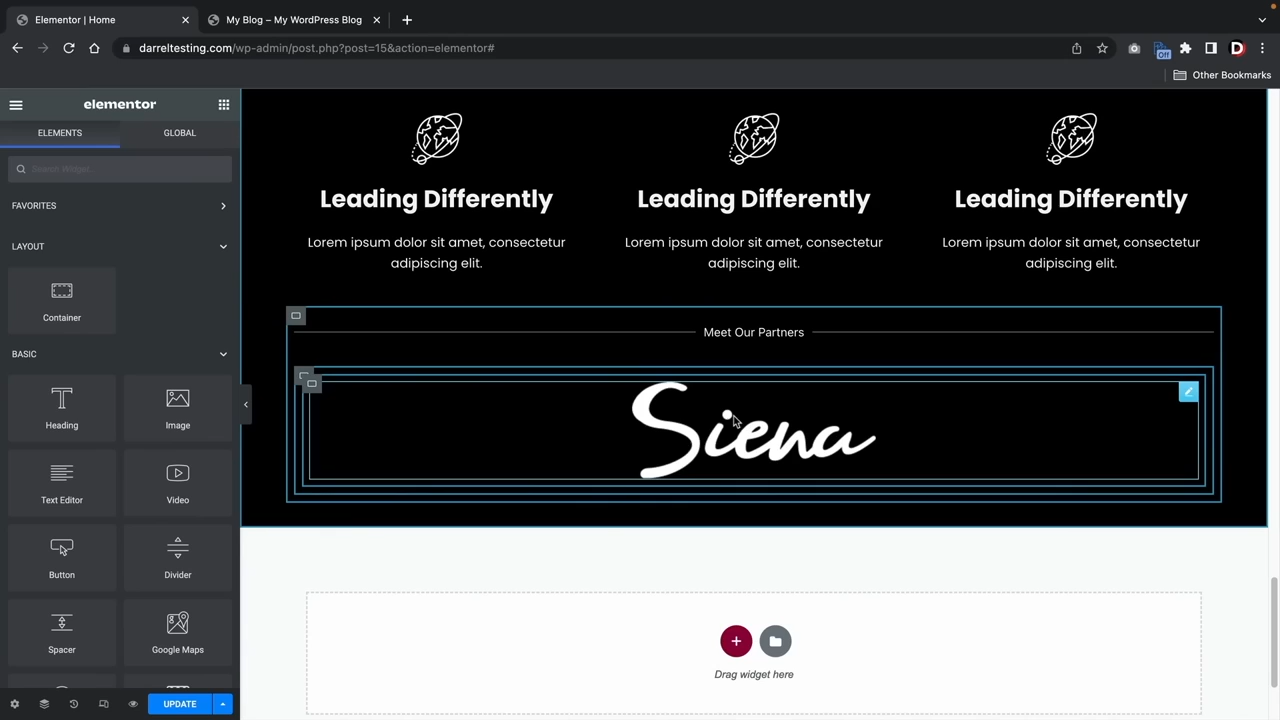 Elementor | Home
My Blog – My WordPress Blog
darreltesting.com/wp-admin/post.php?post=15&action=elementor#
Off
D
Other Bookmarks
elementor
ELEMENTS
GLOBAL
Search Widget...
FAVORITES
LAYOUT
Container
BASIC
Heading
Image
Text Editor
Video
Button
Divider
Spacer
Google Maps
UPDATE
Leading Differently
Leading Differently
Leading Differently
Lorem ipsum dolor sit amet, consectetur
adipiscing elit.
Lorem ipsum dolor sit amet, consectetur
adipiscing elit.
Lorem ipsum dolor sit amet, consectetur
adipiscing elit.
Meet Our Partners
Siena
Drag widget here